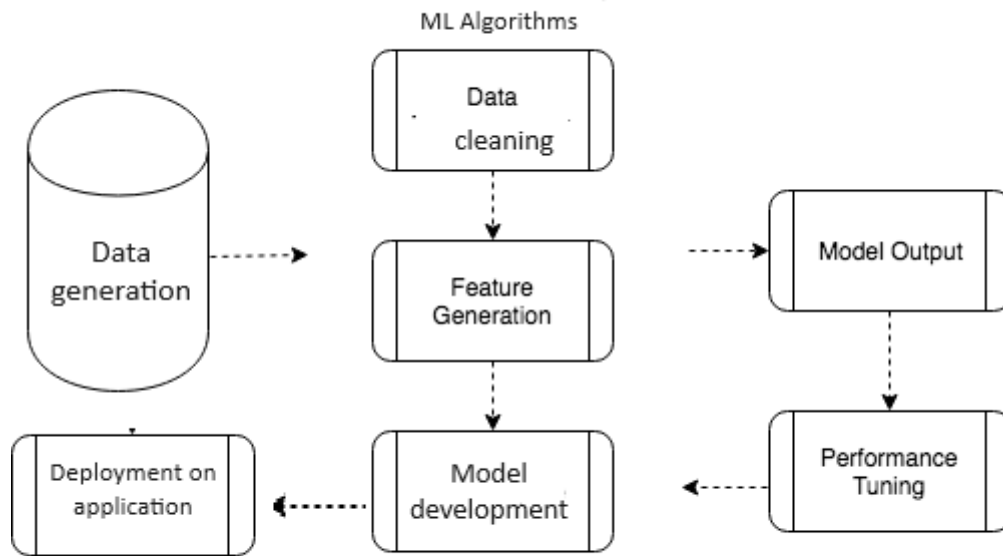 ML Algorithms
Data
cleaning
Data
generation
Feature
Generation
Model Output
Deployment on
application
Model
development
Performance
Tuning